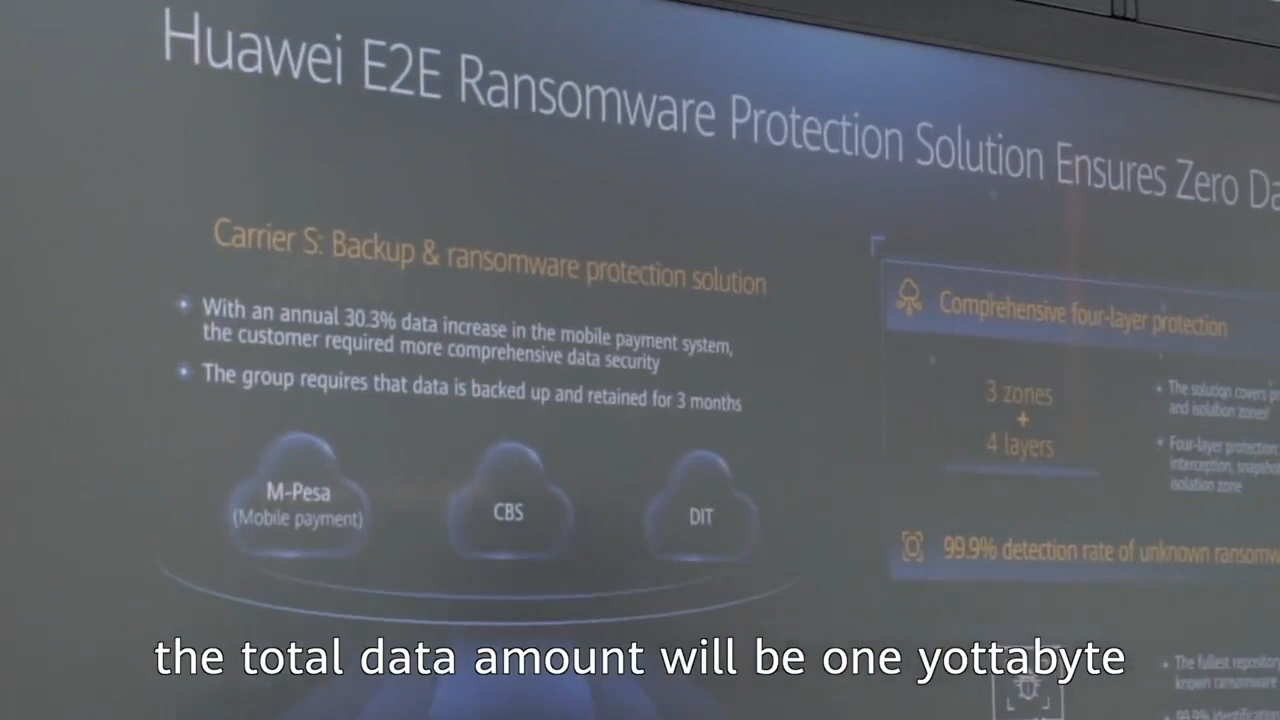 Huawei E2E Ransomware Protection Solution Ensures Zero
Carrier S: Backup & ransomware protection solution
With an annual 30.3% data increase in the mobile payment system,
the customer required more comprehensive data security
The group requires that data is backed up and retained for 3 months
M-Pesa
(Mobile payment)
CBS
DIT
Comprehensive four-layer protection
3 zones
+
4 layers
The solution covers
and isolation zones
Four-layer protection:
interception,
isolation zone
99.9% detection rate of unknown
The fullest
known ransomware
the total data amount will be one yottabyte